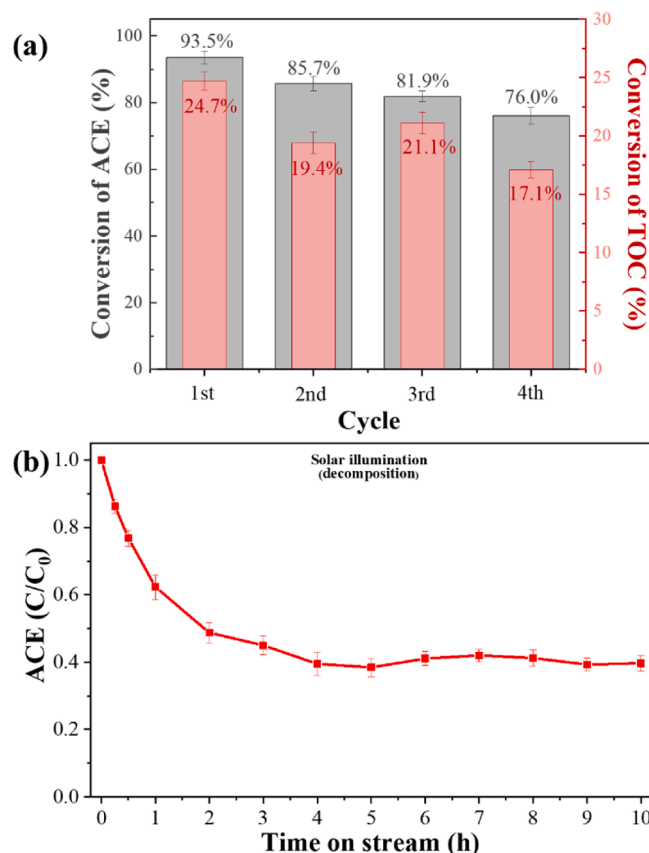 (a)
Conversion of ACE (%)
100
80
60
40
20
0
93.5%
85.7%
81.9%
76.0%
24.7%
19.4%
21.1%
17.1%
30
25
20
15
10
5
0
Conversion of TOC (%)
1st 2nd 3rd 4th
Cycle
(b)
Solar illumination
(decomposition)
ACE (C/C0)
1.0
0.8
0.6
0.4
0.2
0.0
0 1 2 3 4 5 6 7 8 9 10
Time on stream (h)